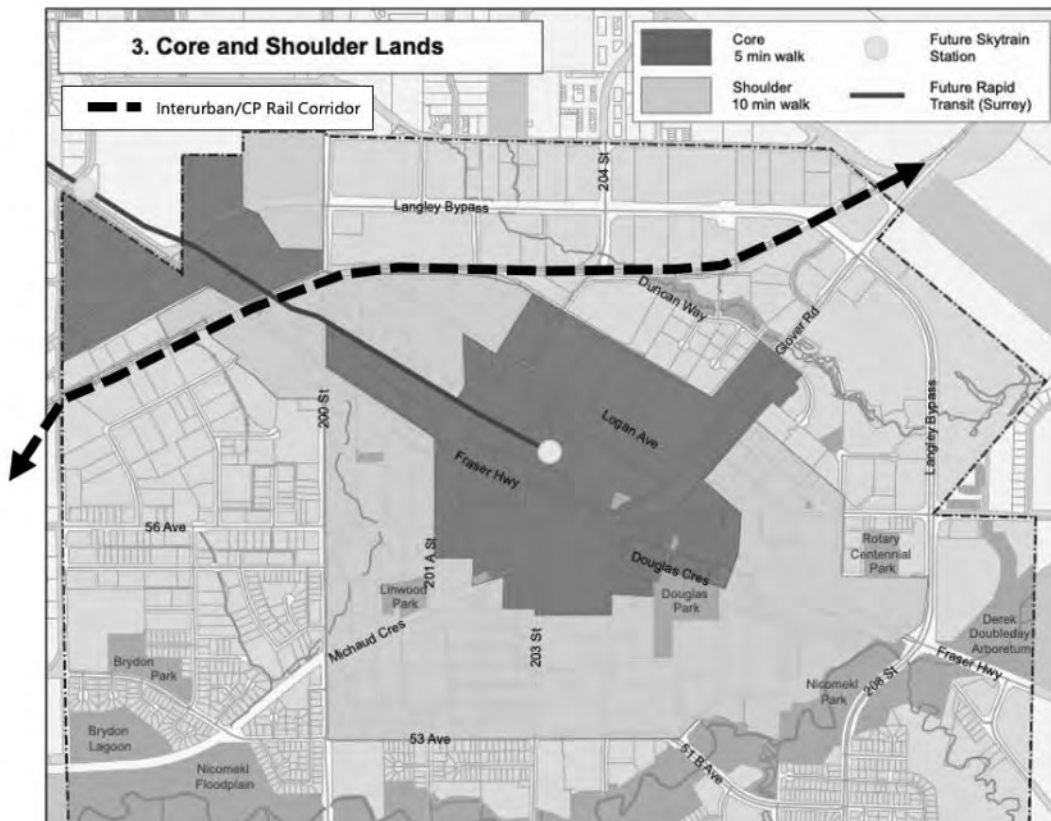 3. Core and Shoulder Lands
Interurban/CP Rail Corridor
Core
5 min walk
Shoulder
10 min walk
Future Skytrain
Station
Future Rapid
Transit (Surrey)
204 St
Langley Bypass
Duncan Way
Glover Rd
200 St
Logan Ave
Fraser Hwy
Langley Bypass
56 Ave
201 A St
Rotary
Centennial
Park
Douglas Cres
Linwood
Park
Douglas
Park
Michaud Cres
203 St
Derek
Doubleday
Arboretum
Fraser Hwy
Brydon
Park
Nicomekl
Park
208 St
Brydon
Lagoon
53 Ave
51 B Ave
Nicomekl
Floodplain